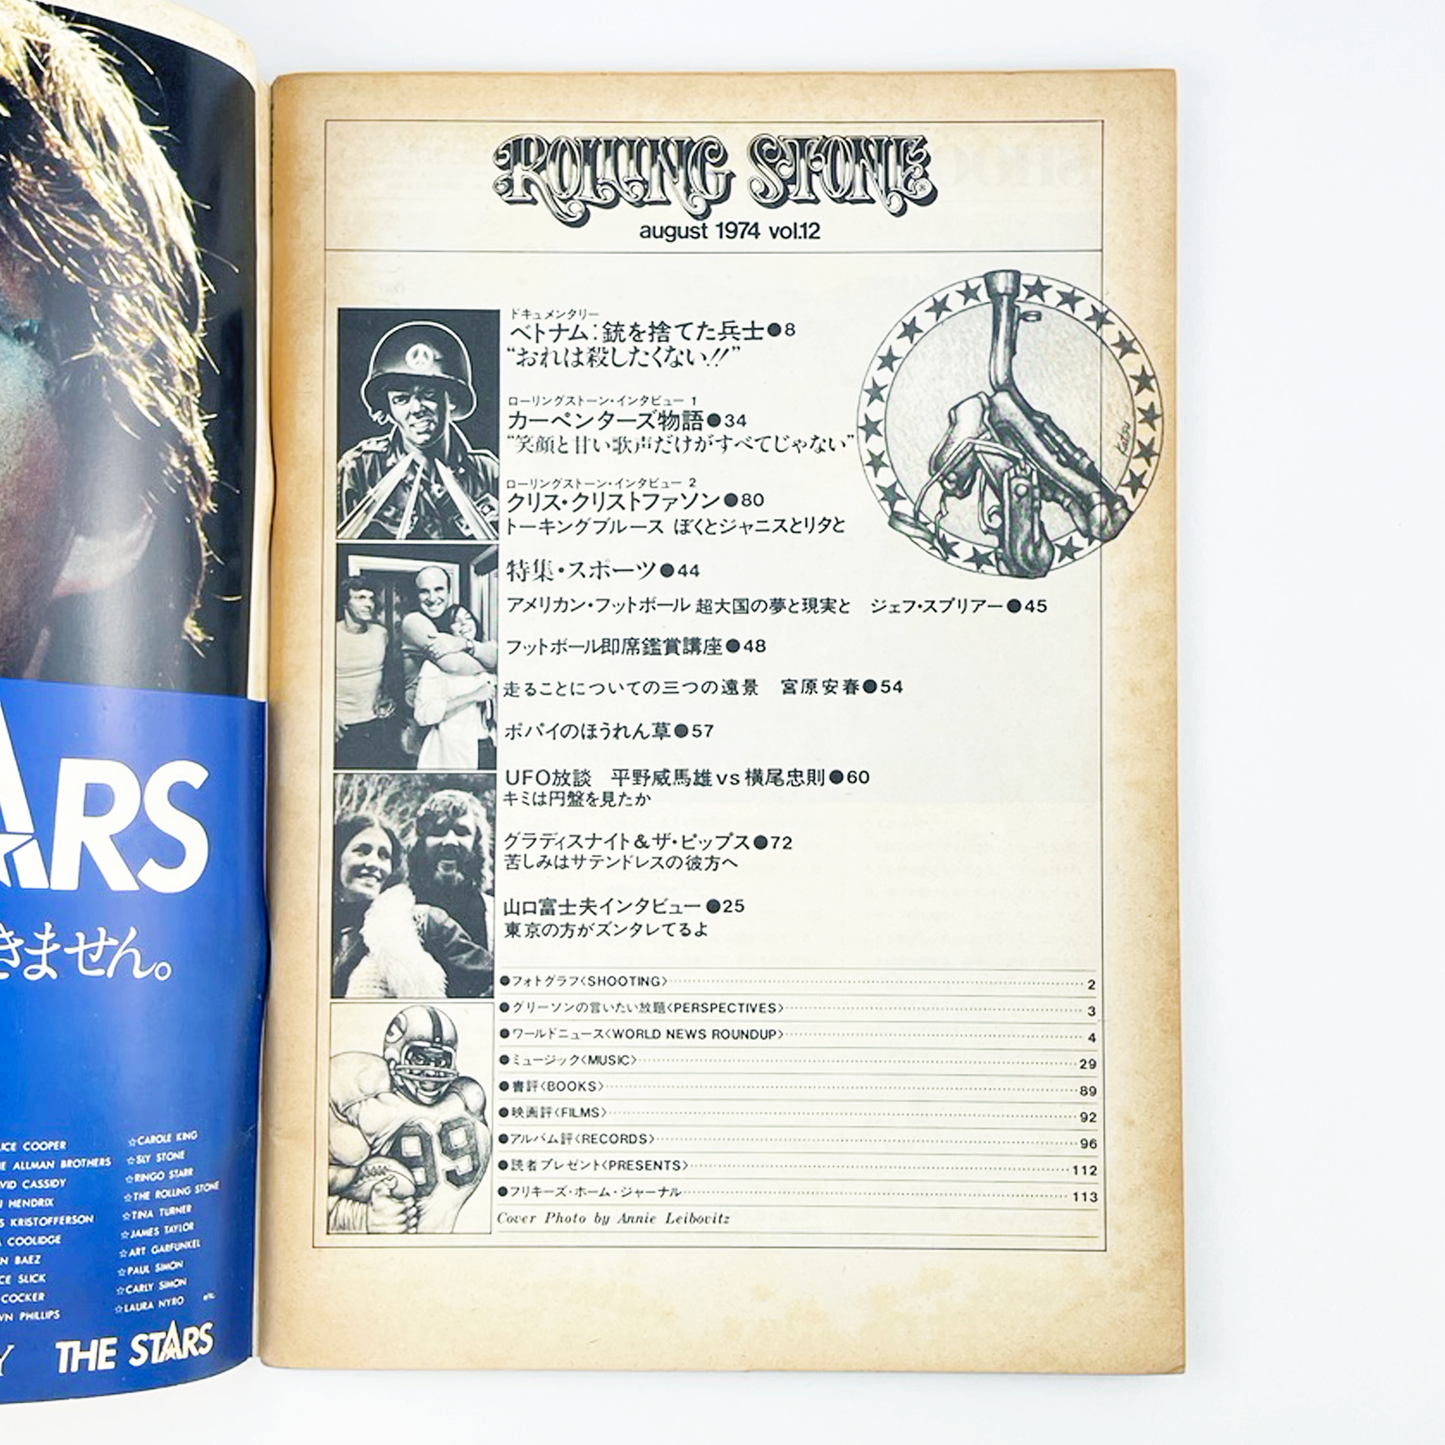 ARS
きません。
ICE COOPER
E ALLMAN BROTHERS
VID CASSIDY
I HENDRIX
S KRISTOFFERSON
COOLIDGE
N BAEZ
CE SLICK
COCKER
WN PHILLIPS
☆CAROLE KING
☆SLY STONE
☆RINGO STARR
☆THE ROLLING STONE
☆TINA TURNER
☆JAMES TAYLOR
☆ART GARFUNKEL
☆PAUL SIMON
☆CARLY SIMON
☆LAURA NYRO etc.
Y THE STARS
ROLLING STONE
august 1974 vol.12
ドキュメンタリー
ベトナム:銃を捨てた兵士●8
“おれは殺したくない!!”
ローリングストーン・インタビュー 1
カーペンターズ物語●34
“笑顔と甘い歌声だけがすべてじゃない”
ローリングストーン・インタビュー 2
クリス・クリストファソン●80
トーキングブルース ぼくとジャニスとリタと
特集・スポーツ●44
アメリカン・フットボール 超大国の夢と現実と ジェフ・スプリアー●45
フットボール即席鑑賞講座●48
走ることについての三つの遠景 宮原安春●54
ポパイのほうれん草●57
UFO放談 平野威馬雄vs横尾忠則●60
キミは円盤を見たか
グラディスナイト&ザ・ピップス●72
苦しみはサテンドレスの彼方へ
山口富士夫インタビュー●25
東京の方がズンタレてるよ
●フォトグラフ〈SHOOTING〉 2
●グリーソンの言いたい放題〈PERSPECTIVES〉 3
●ワールドニュース〈WORLD NEWS ROUNDUP〉 4
●ミュージック〈MUSIC〉 29
●書評〈BOOKS〉 89
●映画評〈FILMS〉 92
●アルバム評〈RECORDS〉 96
●読者プレゼント〈PRESENTS〉 112
●フリキーズ・ホーム・ジャーナル 113
Cover Photo by Annie Leibovitz
99
Katsu